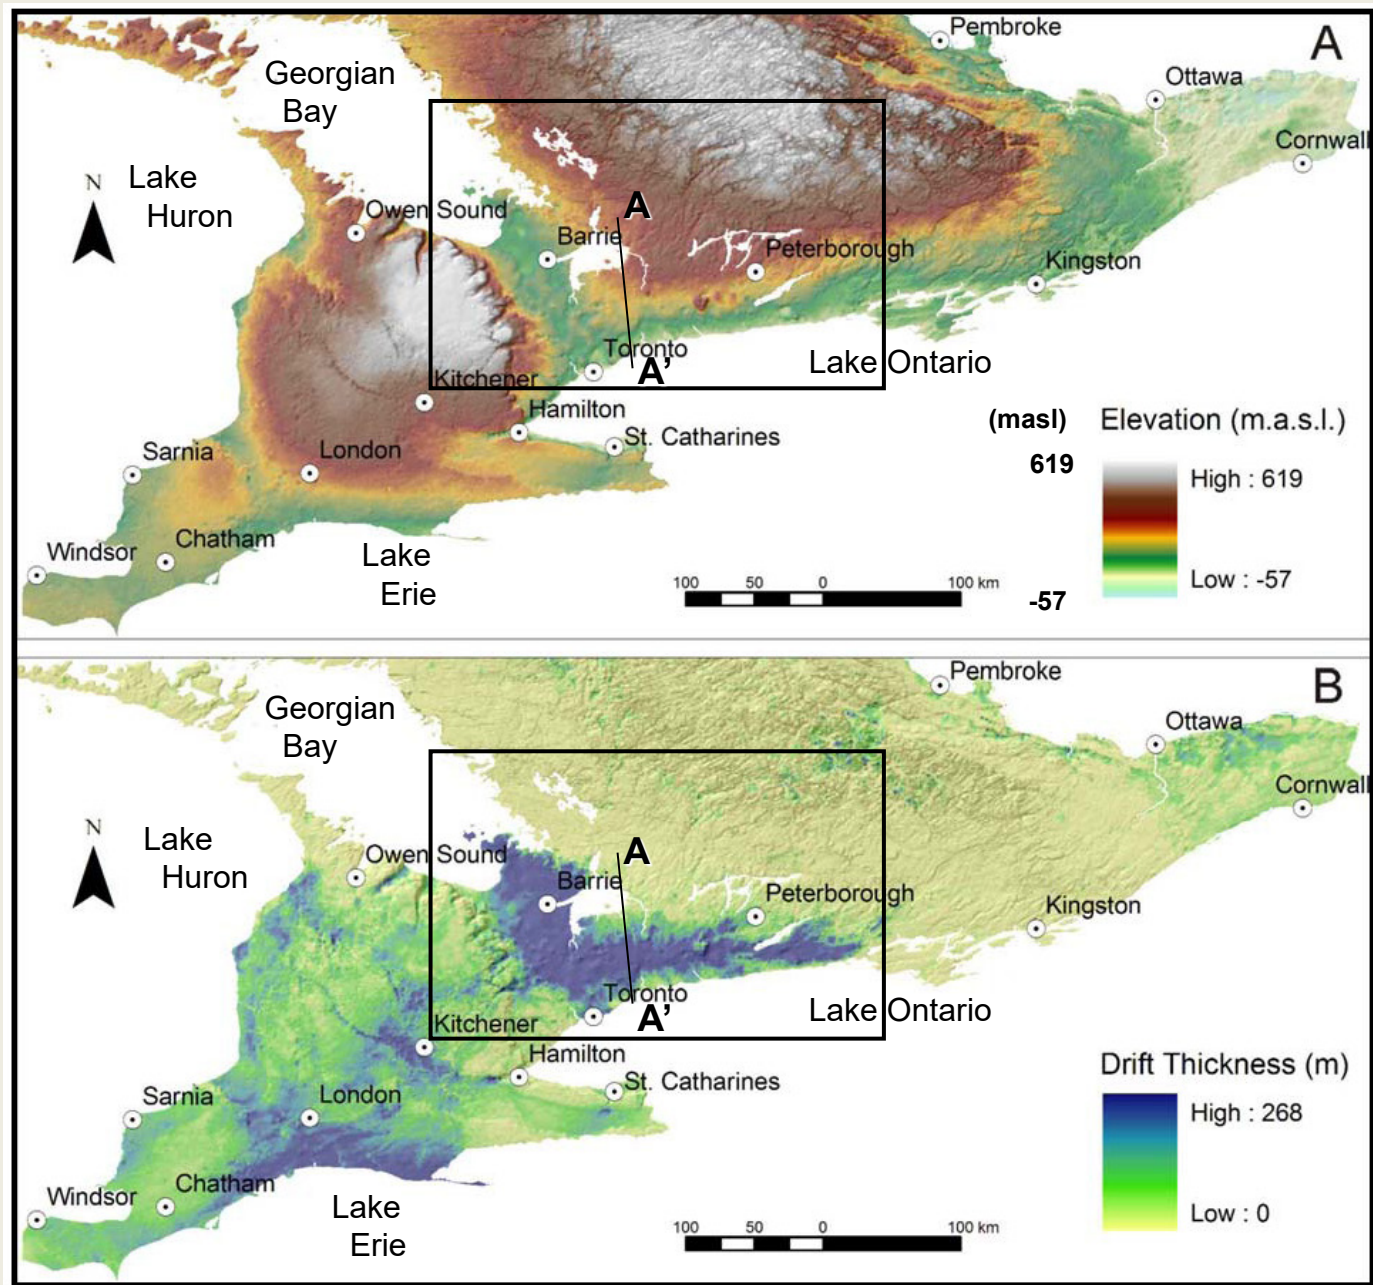 Pembroke
A
Georgian
Bay
Ottawa
Cornwall
N
Lake
Huron
Owen Sound
A
Barrie
Peterborough
Kingston
Toronto
A’
Lake Ontario
Kitchener
Hamilton
St. Catharines
(masl)
Elevation (m.a.s.l.)
619
High : 619
Low : -57
-57
Sarnia
London
Windsor
Chatham
Lake
Erie
100 50 0 100 km
Pembroke
B
Georgian
Bay
Ottawa
Cornwall
N
Lake
Huron
Owen Sound
A
Barrie
Peterborough
Kingston
Toronto
A’
Lake Ontario
Kitchener
Hamilton
St. Catharines
Drift Thickness (m)
High : 268
Low : 0
Sarnia
London
Windsor
Chatham
Lake
Erie
100 50 0 100 km